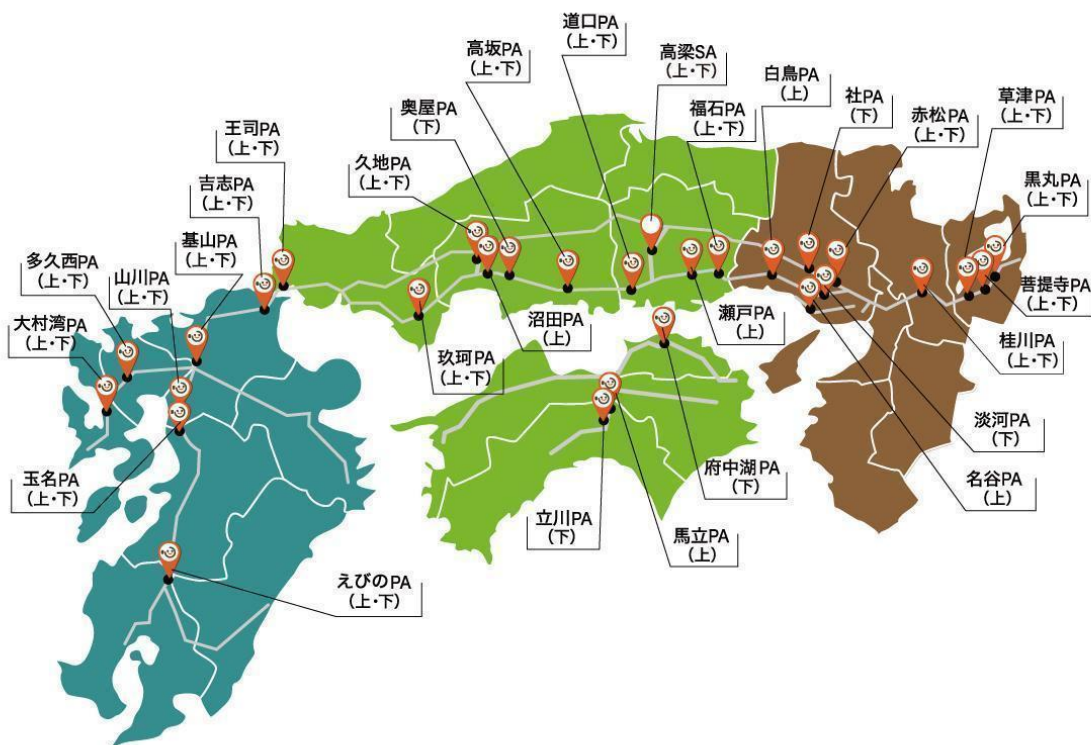 道口PA
(上・下)
高坂PA
(上・下)
高梁SA
(上・下)
奥屋PA
(下)
福石PA
(上・下)
白鳥PA
(上)
社PA
(下)
赤松PA
(上・下)
草津PA
(上・下)
王司PA
(上・下)
久地PA
(上・下)
黒丸PA
(上・下)
吉志PA
(上・下)
基山PA
(上・下)
多久西PA
(上・下)
山川PA
(上・下)
大村湾PA
(上・下)
菩提寺PA
(上・下)
沼田PA
(上)
瀬戸PA
(上)
玖珂PA
(上・下)
桂川PA
(上・下)
淡河PA
(下)
玉名PA
(上・下)
府中湖PA
(下)
名谷PA
(上)
立川PA
(下)
馬立PA
(上)
えびのPA
(上・下)